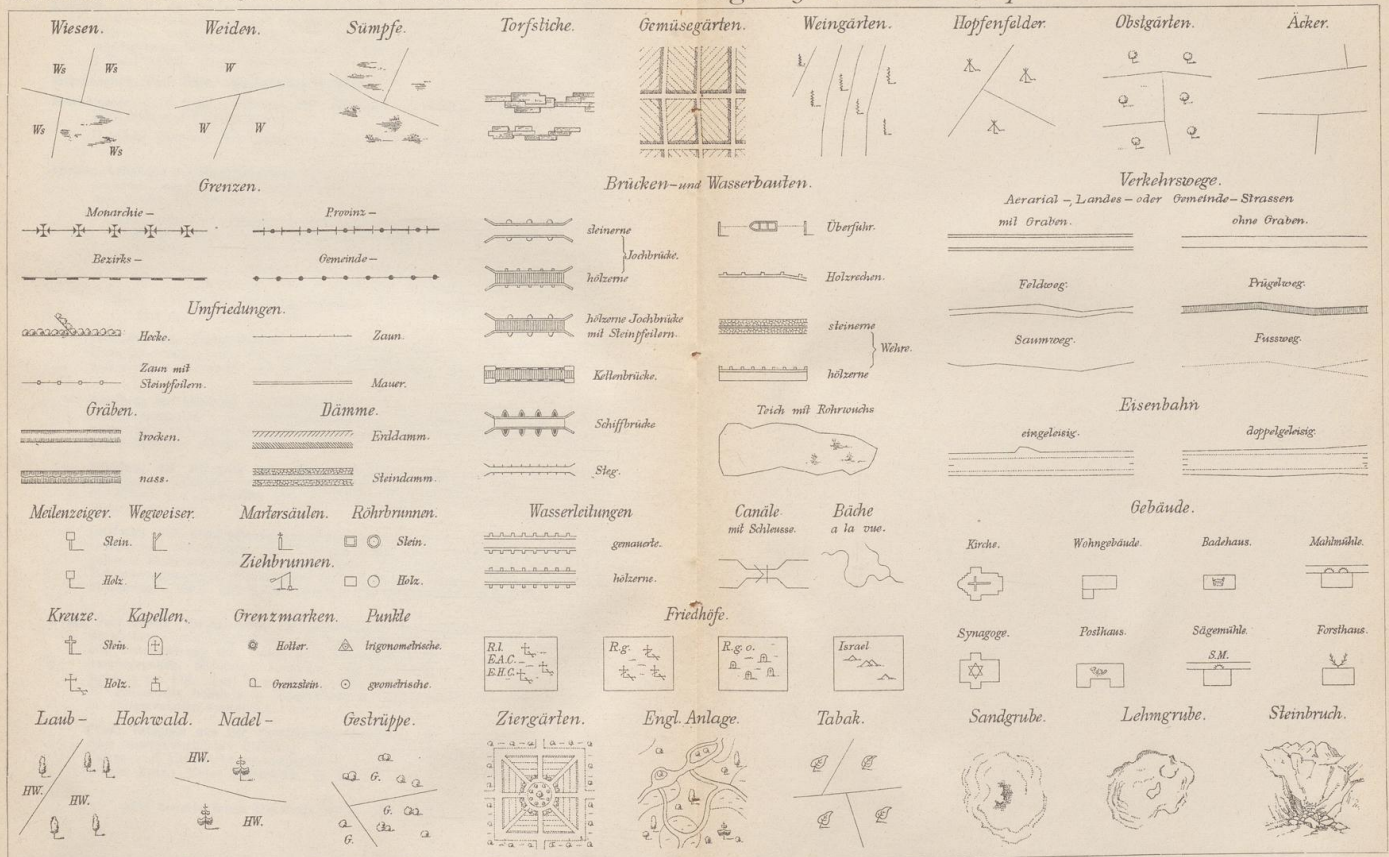 Wiesen. Weiden. Sümpfe. Torfstiche. Gemüsegärten. Weingärten. Hopfenfelder. Obstgärten. Äcker.
Ws Ws W
Ws W W
Ws
Grenzen.
Monarchie – Provinz –
Bezirks – Gemeinde –
Umfriedungen.
Hecke. Zaun.
Zaun mit
Steinpfeilern. Mauer.
Gräben. Dämme.
trocken. Erddamm.
nass. Steindamm.
Brücken – und Wasserbauten.
steinerne
Jochbrücke.
hölzerne
hölzerne Jochbrücke
mit Steinpfeilern.
Kettenbrücke.
Schiffbrücke
Steg.
Überfuhr.
Holzrechen.
steinerne
Wehre.
hölzerne
Teich mit Rohrwuchs
Verkehrswege.
Aerarial –, Landes – oder Gemeinde – Strassen
mit Graben. ohne Graben.
Feldweg. Prügelweg.
Saumweg. Fussweg.
Eisenbahn
eingeleisig. doppelgeleisig.
Meilenzeiger. Wegweiser. Martersäulen. Röhrbrunnen.
Stein. Stein.
Ziehbrunnen.
Holz. Holz.
Kreuze. Kapellen. Grenzmarken. Punkte
Stein. Hotter. trigonometrische.
Holz. Grenzstein. geometrische.
Wasserleitungen
gemauerte.
hölzerne.
Canäle
mit Schleusse.
Bäche
a la vue.
Friedhöfe.
R.l.
E.A.C.
E.H.C.
R.g.
R.g.o.
Israel
Gebäude.
Kirche. Wohngebäude. Badehaus. Mahlmühle.
Synagoge. Posthaus. Sägemühle. Forsthaus.
S.M.
Laub – Hochwald. Nadel – Gestrüppe. Ziergärten. Engl. Anlage. Tabak. Sandgrube. Lehmgrube. Steinbruch.
HW.
HW. HW. G.
HW. G.
G.